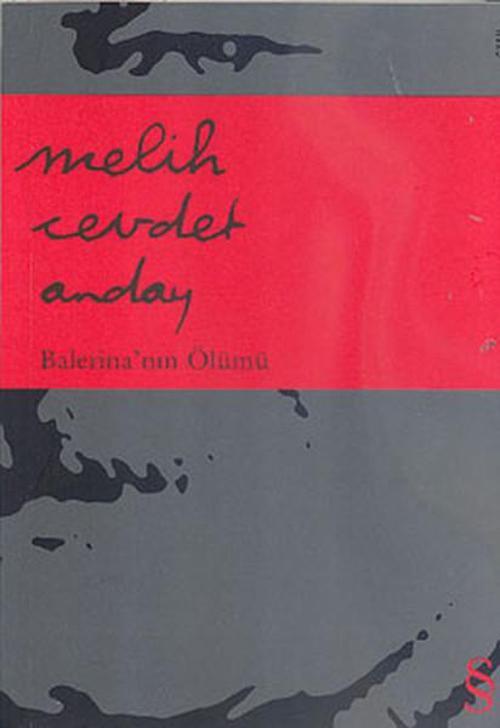 melih
cevdet
anday
Balerina'nın Ölümü